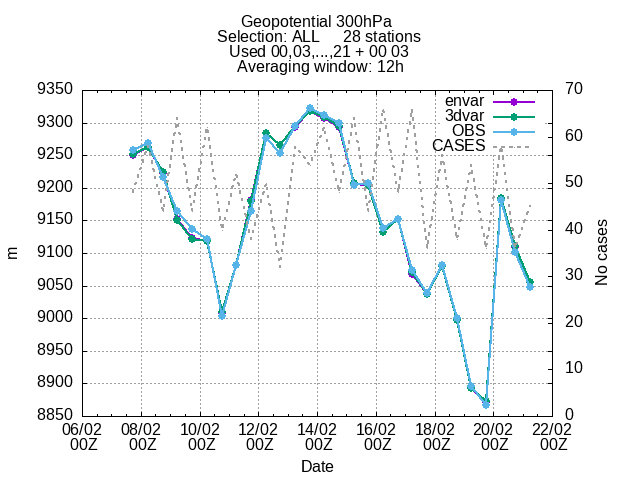 Geopotential 300hPa
Selection: ALL 28 stations
Used 00,03,...,21 + 00 03
Averaging window: 12h
envar
3dvar
OBS
CASES
9350
9300
9250
9200
9150
9100
9050
9000
8950
8900
8850
m
70
60
50
40
30
20
10
0
No cases
06/02 08/02 10/02 12/02 14/02 16/02 18/02 20/02 22/02
00Z 00Z 00Z 00Z 00Z 00Z 00Z 00Z 00Z
Date